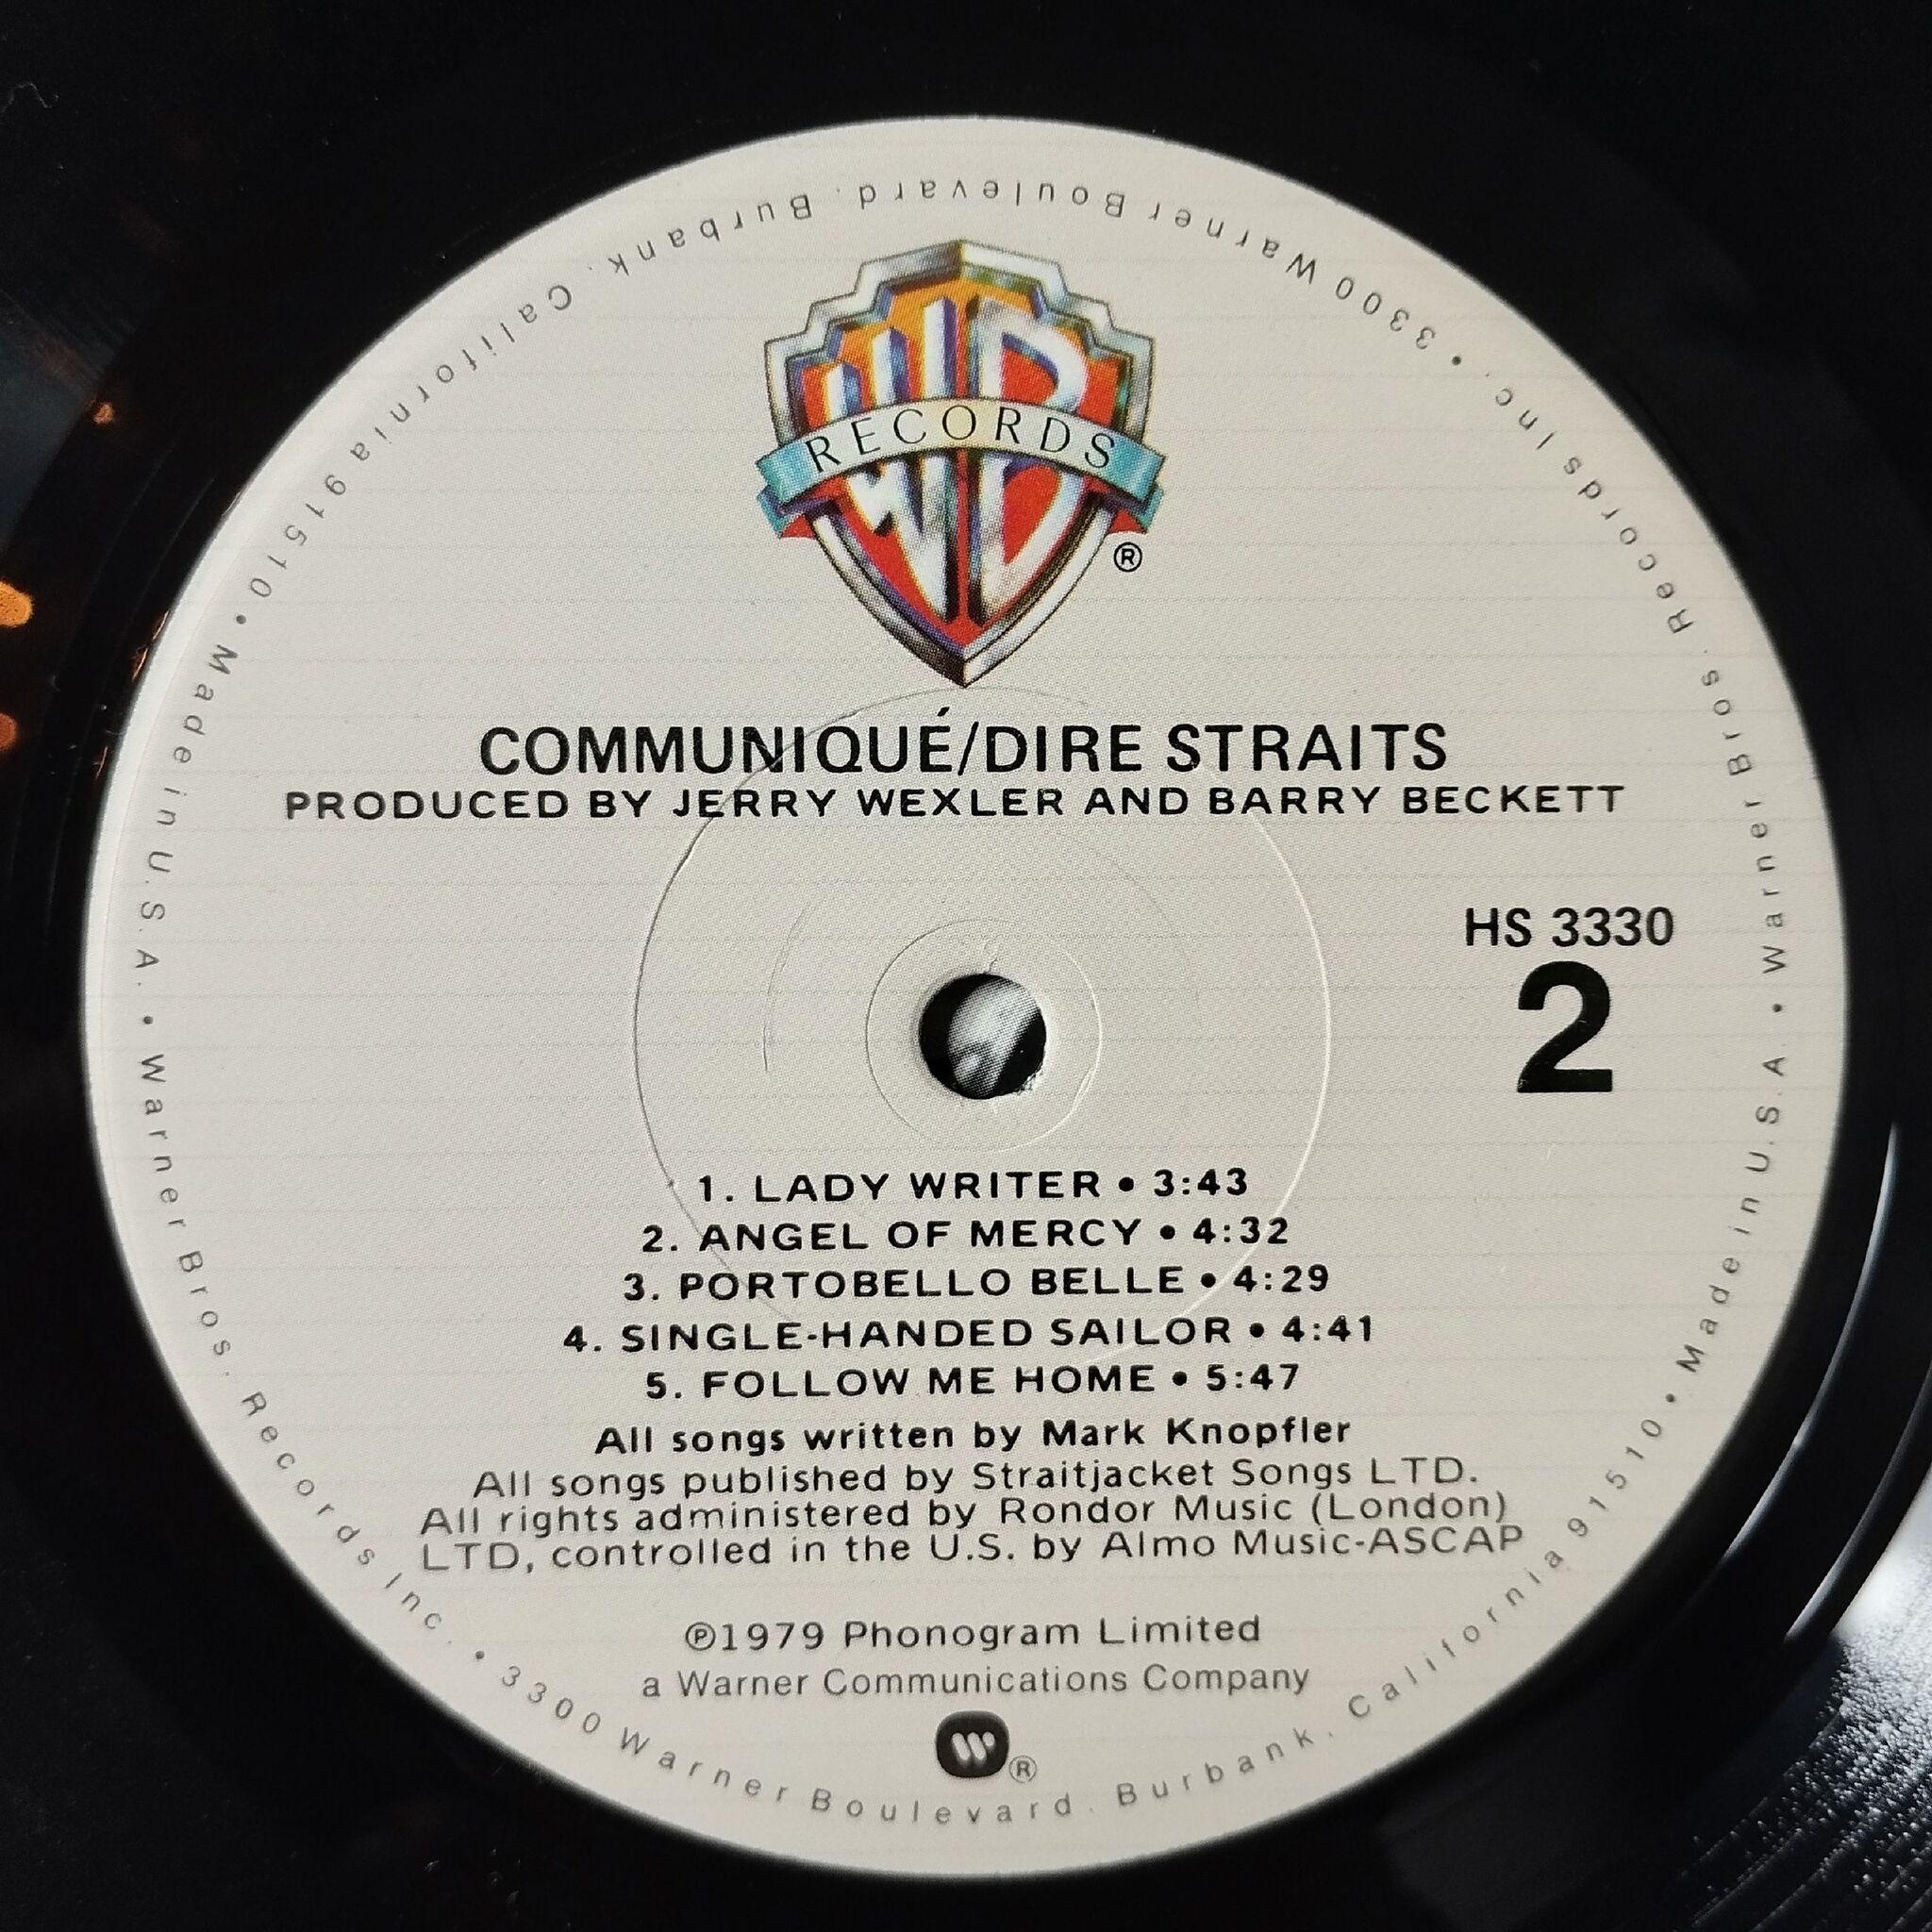 WB
RECORDS
®
COMMUNIQUÉ/DIRE STRAITS
PRODUCED BY JERRY WEXLER AND BARRY BECKETT
HS 3330
2
1. LADY WRITER • 3:43
2. ANGEL OF MERCY • 4:32
3. PORTOBELLO BELLE • 4:29
4. SINGLE-HANDED SAILOR • 4:41
5. FOLLOW ME HOME • 5:47
All songs written by Mark Knopfler
All songs published by Straitjacket Songs LTD.
All rights administered by Rondor Music (London)
LTD, controlled in the U.S. by Almo Music-ASCAP
℗1979 Phonogram Limited
a Warner Communications Company
W ®
Warner Bros. Records Inc. • 3300 Warner Boulevard. Burbank. California 91510 • Made in U.S.A. • Warner Bros. Records Inc. • 3300 Warner Boulevard. Burbank. California 91510 • Made in U.S.A. •